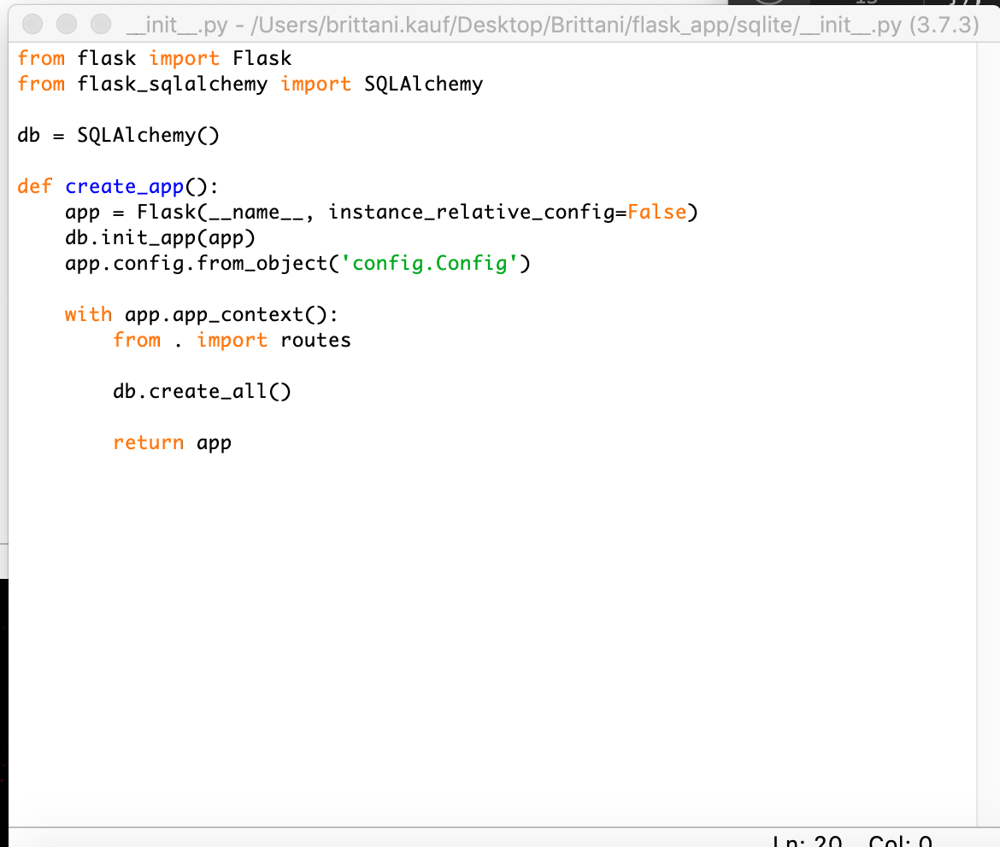 __init__.py - /Users/brittani.kauf/Desktop/Brittani/flask_app/sqlite/__init__.py (3.7.3)
from flask import Flask
from flask_sqlalchemy import SQLAlchemy
db = SQLAlchemy()
def create_app():
    app = Flask(__name__, instance_relative_config=False)
    db.init_app(app)
    app.config.from_object('config.Config')
    with app.app_context():
        from . import routes
        db.create_all()
        return app
Ln: 20 Col: 0